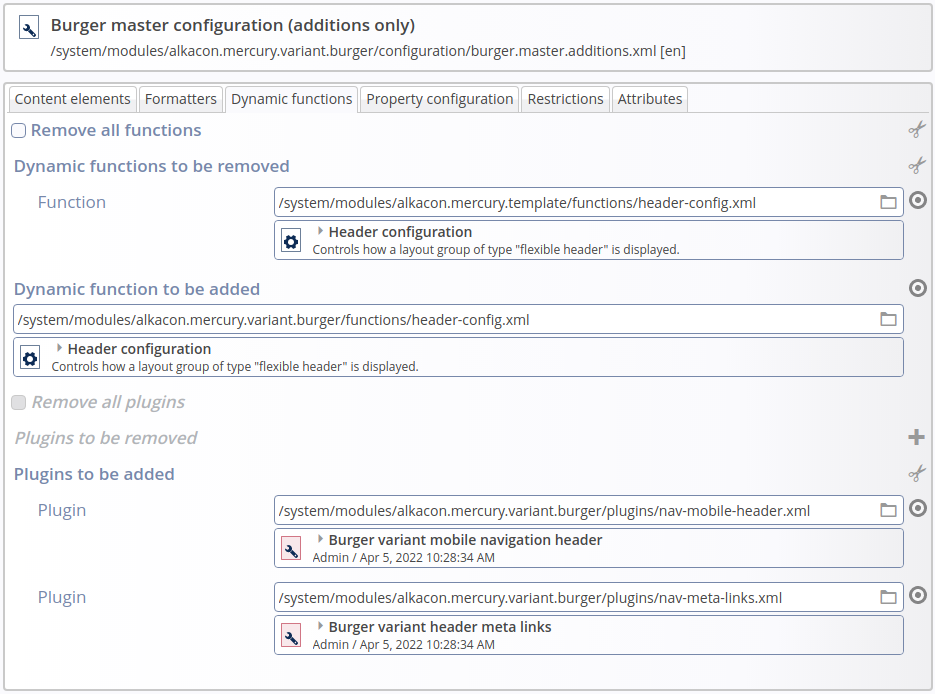 Burger master configuration (additions only)
/system/modules/alkacon.mercury.variant.burger/configuration/burger.master.additions.xml [en]
Content elements Formatters Dynamic functions Property configuration Restrictions Attributes
Remove all functions
Dynamic functions to be removed
Function /system/modules/alkacon.mercury.template/functions/header-config.xml
Header configuration
Controls how a layout group of type "flexible header" is displayed.
Dynamic function to be added
/system/modules/alkacon.mercury.variant.burger/functions/header-config.xml
Header configuration
Controls how a layout group of type "flexible header" is displayed.
Remove all plugins
Plugins to be removed
Plugins to be added
Plugin /system/modules/alkacon.mercury.variant.burger/plugins/nav-mobile-header.xml
Burger variant mobile navigation header
Admin / Apr 5, 2022 10:28:34 AM
Plugin /system/modules/alkacon.mercury.variant.burger/plugins/nav-meta-links.xml
Burger variant header meta links
Admin / Apr 5, 2022 10:28:34 AM